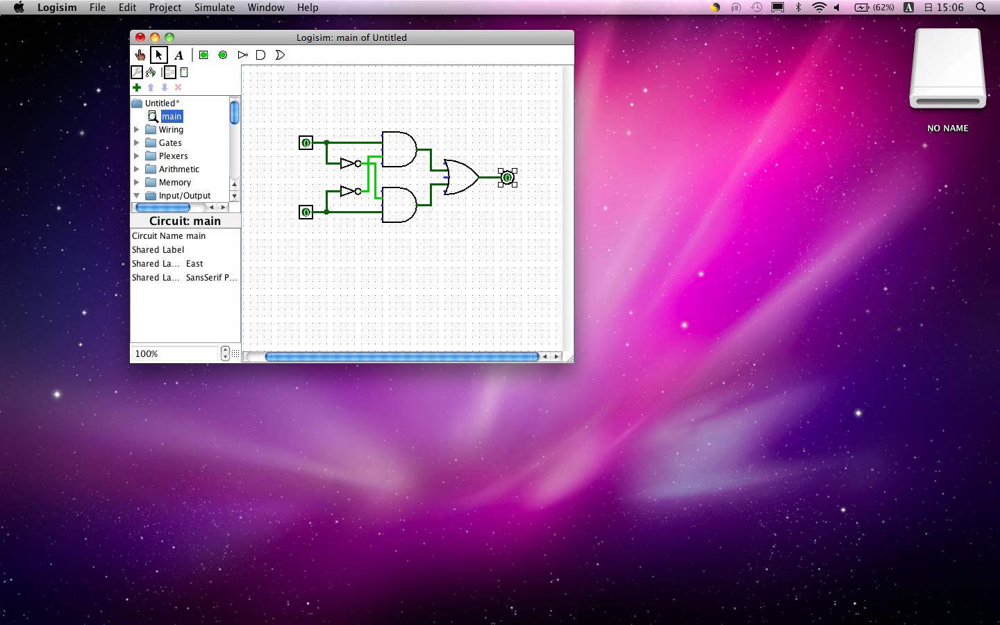 Logisim File Edit Project Simulate Window Help (62%) A 日 15:06
Logisim: main of Untitled
A
Untitled*
main
Wiring
Gates
Plexers
Arithmetic
Memory
Input/Output
Circuit: main
Circuit Name main
Shared Label
Shared La... East
Shared La... SansSerif P...
100%
0
0
0
NO NAME